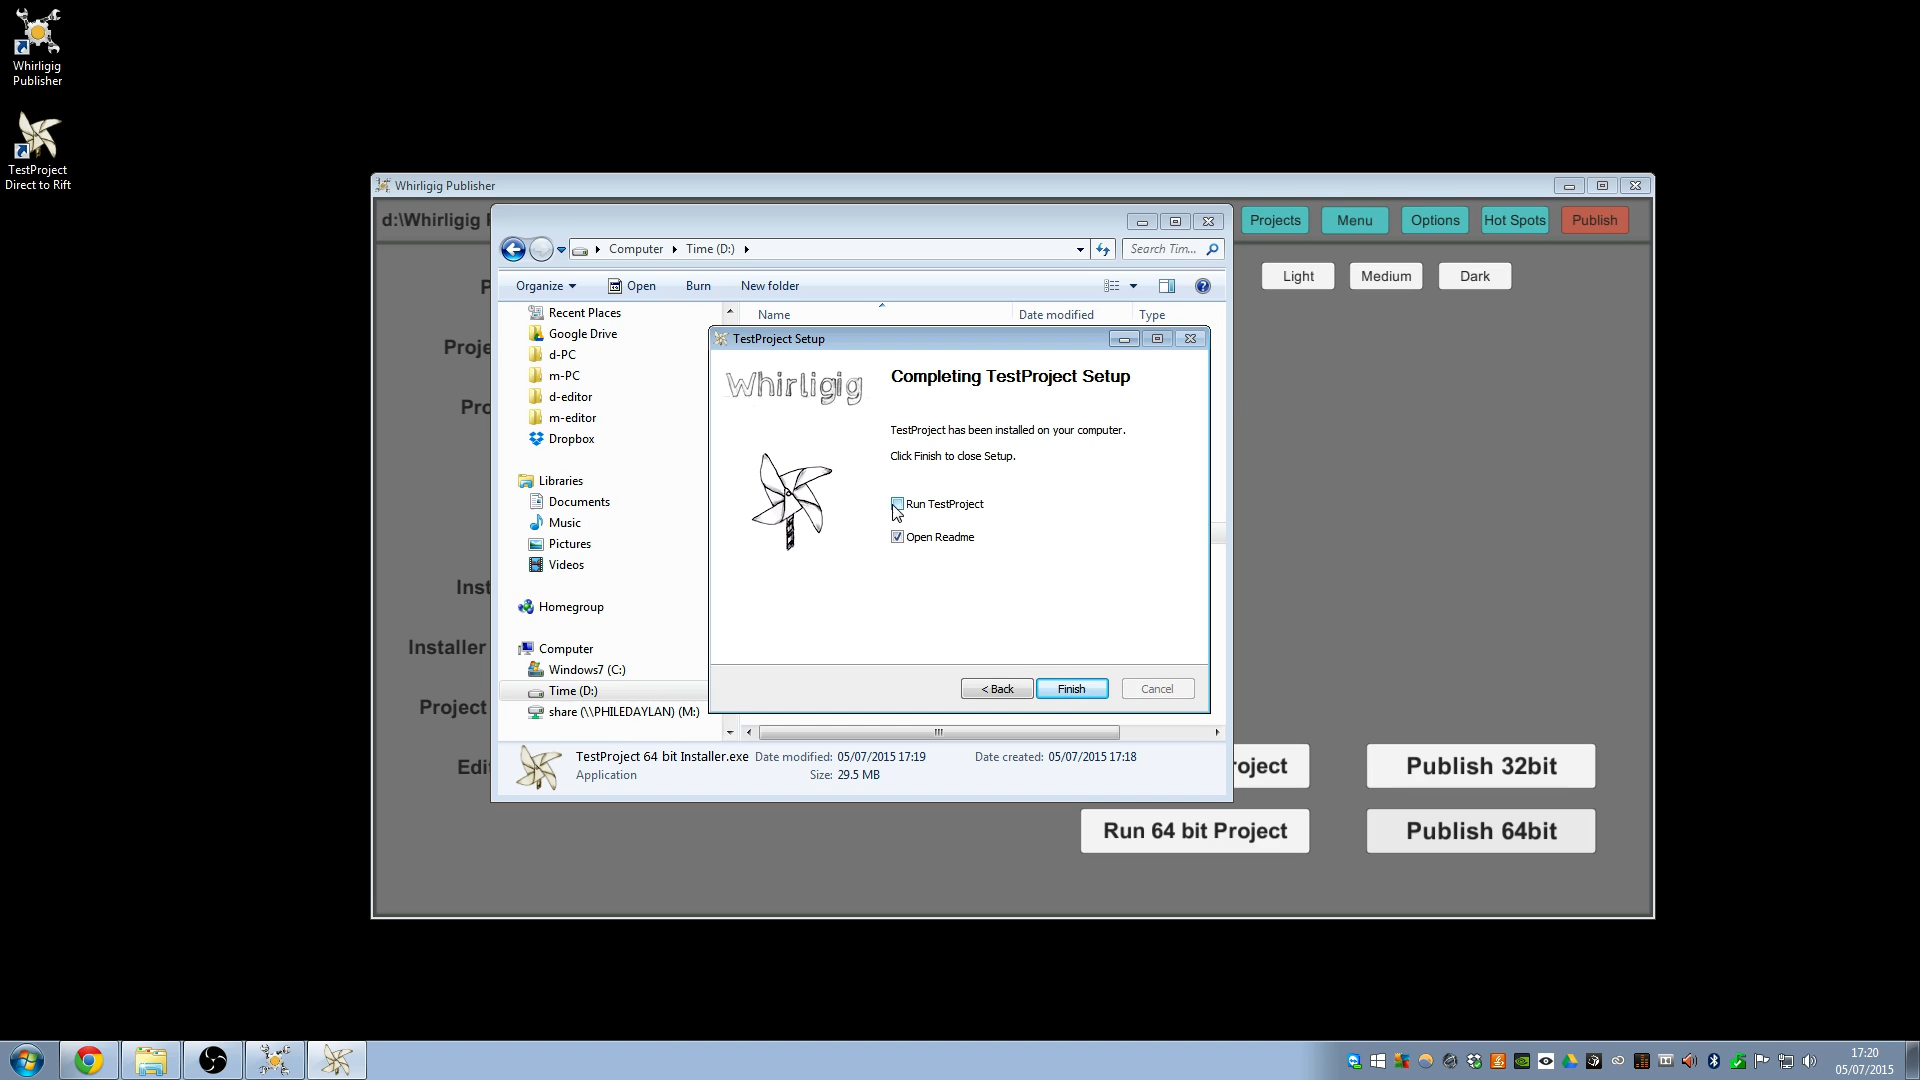 Whirligig
Publisher
TestProject
Direct to Rift
Whirligig Publisher
d:\Whirligig
Projects
Menu
Options
Hot Spots
Publish
Light
Medium
Dark
Proje
Inst
Installer
Project
Edit
oject
Publish 32bit
Run 64 bit Project
Publish 64bit
Computer
Time (D:)
Search Tim...
Organize
Open
Burn
New folder
Name
Date modified
Type
Recent Places
Google Drive
d-PC
m-PC
d-editor
m-editor
Dropbox
Libraries
Documents
Music
Pictures
Videos
Homegroup
Computer
Windows7 (C:)
Time (D:)
share (\\PHILEDAYLAN) (M:)
TestProject 64 bit Installer.exe
Date modified: 05/07/2015 17:19
Date created: 05/07/2015 17:18
Application
Size: 29.5 MB
TestProject Setup
Whirligig
Completing TestProject Setup
TestProject has been installed on your computer.
Click Finish to close Setup.
Run TestProject
Open Readme
< Back
Finish
Cancel
17:20
05/07/2015